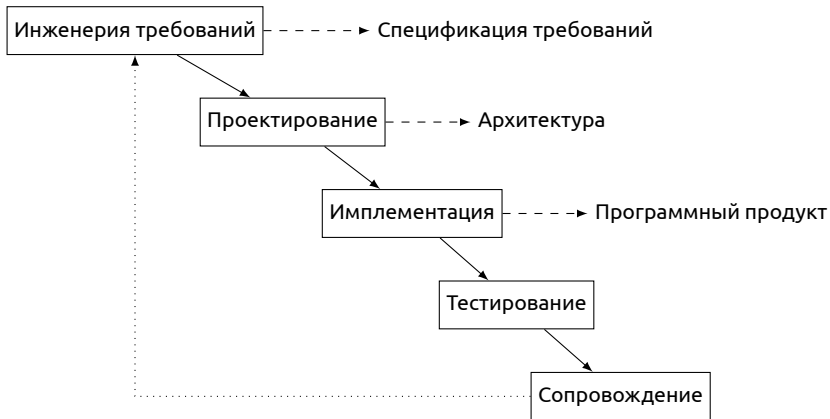 Инженерия требований
Спецификация требований
Проектирование
Архитектура
Имплементация
Программный продукт
Тестирование
Сопровождение